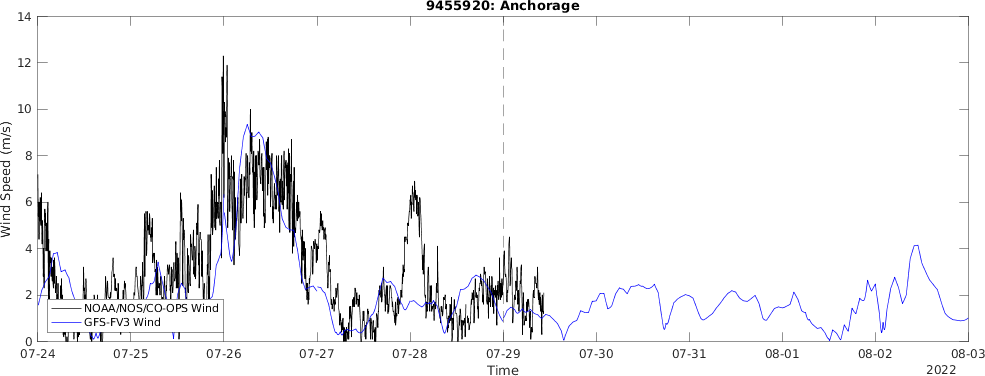 9455920: Anchorage
14
12
10
8
6
4
2
0
Wind Speed (m/s)
NOAA/NOS/CO-OPS Wind
GFS-FV3 Wind
07-24 07-25 07-26 07-27 07-28 07-29 07-30 07-31 08-01 08-02 08-03
Time
2022